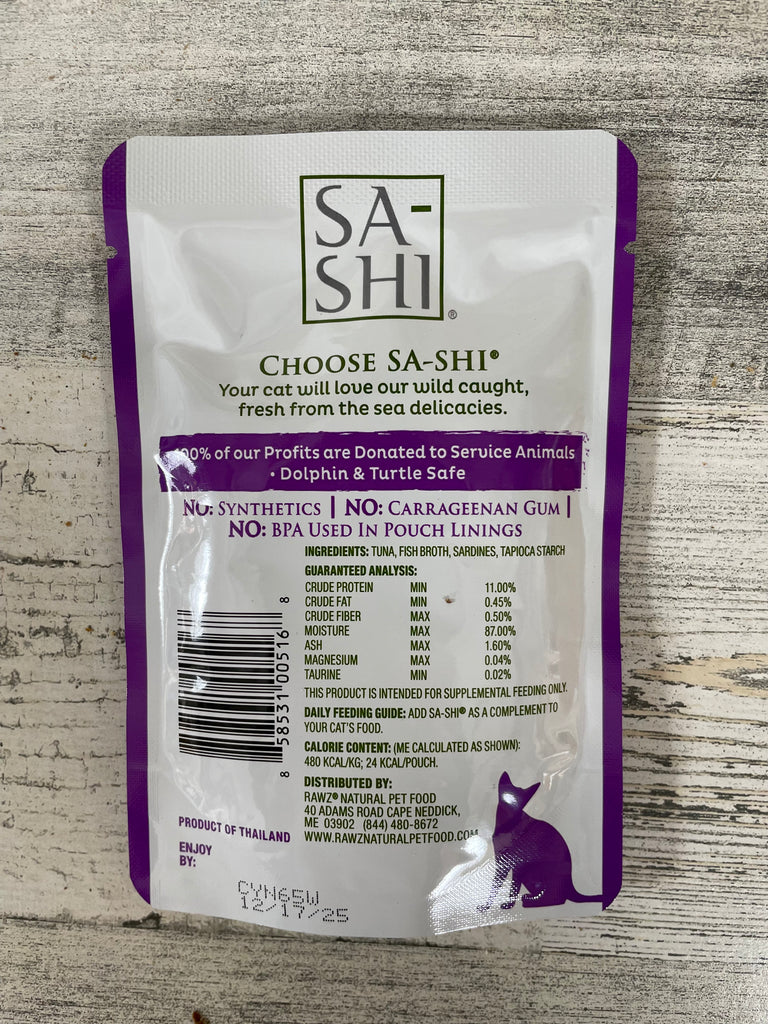 SA-
SHI®
CHOOSE SA-SHI®
Your cat will love our wild caught,
fresh from the sea delicacies.
100% of our Profits are Donated to Service Animals
• Dolphin & Turtle Safe
NO: SYNTHETICS | NO: CARRAGEENAN GUM |
NO: BPA USED IN POUCH LININGS
INGREDIENTS: TUNA, FISH BROTH, SARDINES, TAPIOCA STARCH
GUARANTEED ANALYSIS:
CRUDE PROTEIN MIN 11.00%
CRUDE FAT MIN 0.45%
CRUDE FIBER MAX 0.50%
MOISTURE MAX 87.00%
ASH MAX 1.60%
MAGNESIUM MAX 0.04%
TAURINE MIN 0.02%
THIS PRODUCT IS INTENDED FOR SUPPLEMENTAL FEEDING ONLY.
DAILY FEEDING GUIDE: ADD SA-SHI® AS A COMPLEMENT TO
YOUR CAT'S FOOD.
CALORIE CONTENT: (ME CALCULATED AS SHOWN):
480 KCAL/KG; 24 KCAL/POUCH.
DISTRIBUTED BY:
RAWZ® NATURAL PET FOOD
40 ADAMS ROAD CAPE NEDDICK,
ME 03902 (844) 480-8672
WWW.RAWZNATURALPETFOOD.COM
8 58531 00516 8
PRODUCT OF THAILAND
ENJOY
BY:
CYN65W
12/17/25